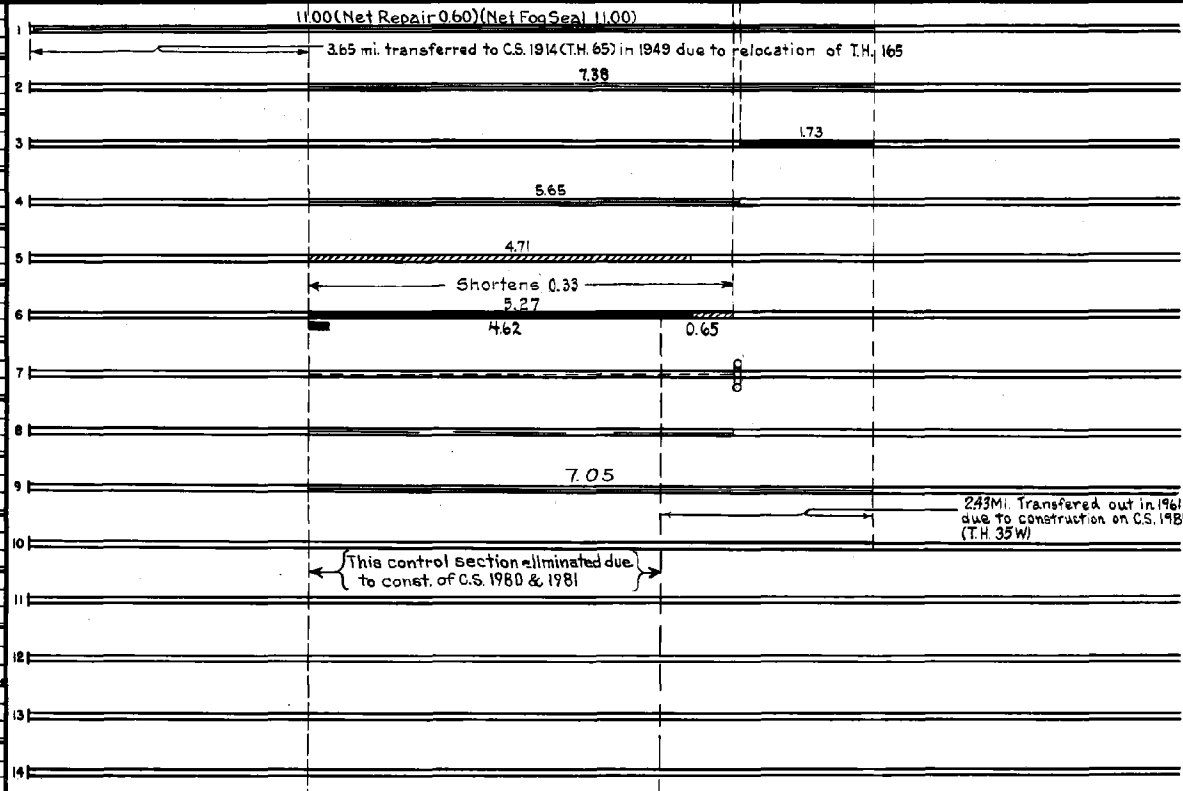 11.00(Net Repair 0.60)(Net Fog Seal 11.00)
1
3.65 mi. transferred to C.S. 1914(T.H. 65) in 1949 due to relocation of T.H. 165
7.38
2
1.73
3
5.65
4
4.71
5
Shortens 0.33
5.27
6
4.62 0.65
7
8
7.05
9
2.43Mi. Transfered out in 1961
due to construction on C.S. 198
(T.H. 35W)
10
This control section eliminated due
to const. of C.S. 1980 & 1981
11
12
13
14